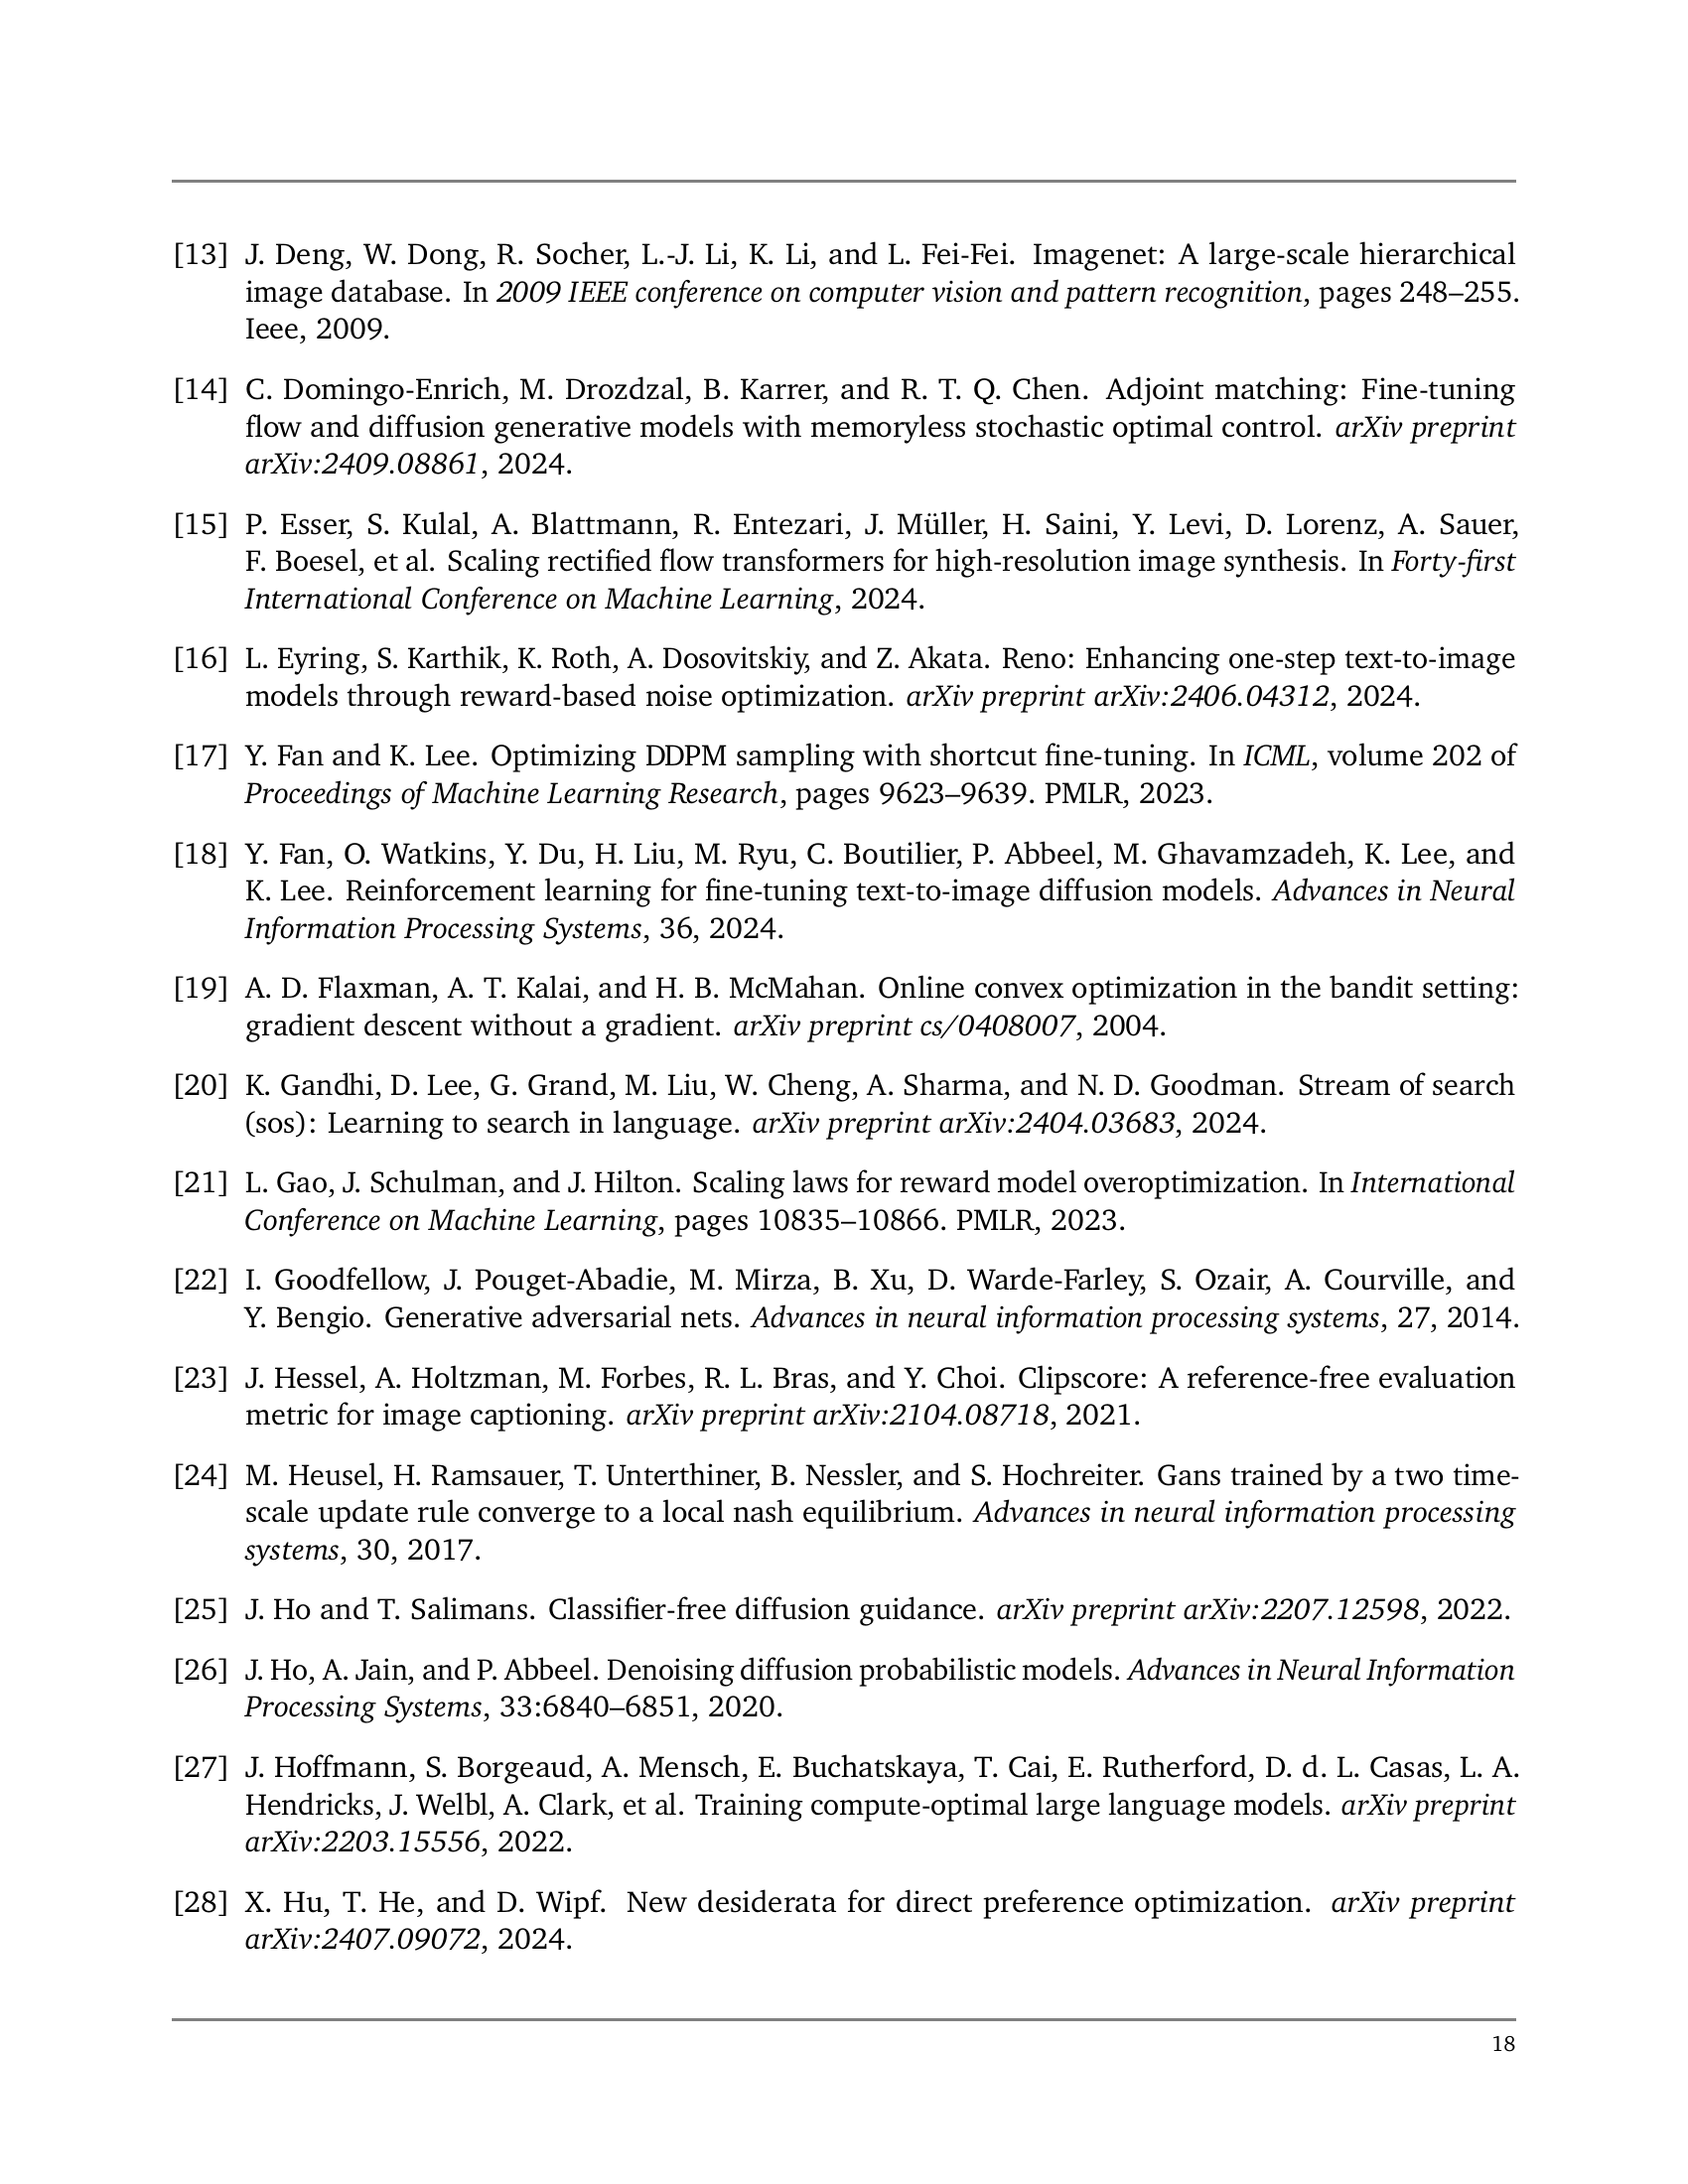 [13] J. Deng, W. Dong, R. Socher, L.-J. Li, K. Li, and L. Fei-Fei. Imagenet: A large-scale hierarchical
image database. In 2009 IEEE conference on computer vision and pattern recognition, pages 248–255.
Ieee, 2009.
[14] C. Domingo-Enrich, M. Drozdzal, B. Karrer, and R. T. Q. Chen. Adjoint matching: Fine-tuning
flow and diffusion generative models with memoryless stochastic optimal control. arXiv preprint
arXiv:2409.08861, 2024.
[15] P. Esser, S. Kulal, A. Blattmann, R. Entezari, J. Müller, H. Saini, Y. Levi, D. Lorenz, A. Sauer,
F. Boesel, et al. Scaling rectified flow transformers for high-resolution image synthesis. In Forty-first
International Conference on Machine Learning, 2024.
[16] L. Eyring, S. Karthik, K. Roth, A. Dosovitskiy, and Z. Akata. Reno: Enhancing one-step text-to-image
models through reward-based noise optimization. arXiv preprint arXiv:2406.04312, 2024.
[17] Y. Fan and K. Lee. Optimizing DDPM sampling with shortcut fine-tuning. In ICML, volume 202 of
Proceedings of Machine Learning Research, pages 9623–9639. PMLR, 2023.
[18] Y. Fan, O. Watkins, Y. Du, H. Liu, M. Ryu, C. Boutilier, P. Abbeel, M. Ghavamzadeh, K. Lee, and
K. Lee. Reinforcement learning for fine-tuning text-to-image diffusion models. Advances in Neural
Information Processing Systems, 36, 2024.
[19] A. D. Flaxman, A. T. Kalai, and H. B. McMahan. Online convex optimization in the bandit setting:
gradient descent without a gradient. arXiv preprint cs/0408007, 2004.
[20] K. Gandhi, D. Lee, G. Grand, M. Liu, W. Cheng, A. Sharma, and N. D. Goodman. Stream of search
(sos): Learning to search in language. arXiv preprint arXiv:2404.03683, 2024.
[21] L. Gao, J. Schulman, and J. Hilton. Scaling laws for reward model overoptimization. In International
Conference on Machine Learning, pages 10835–10866. PMLR, 2023.
[22] I. Goodfellow, J. Pouget-Abadie, M. Mirza, B. Xu, D. Warde-Farley, S. Ozair, A. Courville, and
Y. Bengio. Generative adversarial nets. Advances in neural information processing systems, 27, 2014.
[23] J. Hessel, A. Holtzman, M. Forbes, R. L. Bras, and Y. Choi. Clipscore: A reference-free evaluation
metric for image captioning. arXiv preprint arXiv:2104.08718, 2021.
[24] M. Heusel, H. Ramsauer, T. Unterthiner, B. Nessler, and S. Hochreiter. Gans trained by a two time-
scale update rule converge to a local nash equilibrium. Advances in neural information processing
systems, 30, 2017.
[25] J. Ho and T. Salimans. Classifier-free diffusion guidance. arXiv preprint arXiv:2207.12598, 2022.
[26] J. Ho, A. Jain, and P. Abbeel. Denoising diffusion probabilistic models. Advances in Neural Information
Processing Systems, 33:6840–6851, 2020.
[27] J. Hoffmann, S. Borgeaud, A. Mensch, E. Buchatskaya, T. Cai, E. Rutherford, D. d. L. Casas, L. A.
Hendricks, J. Welbl, A. Clark, et al. Training compute-optimal large language models. arXiv preprint
arXiv:2203.15556, 2022.
[28] X. Hu, T. He, and D. Wipf. New desiderata for direct preference optimization. arXiv preprint
arXiv:2407.09072, 2024.
18